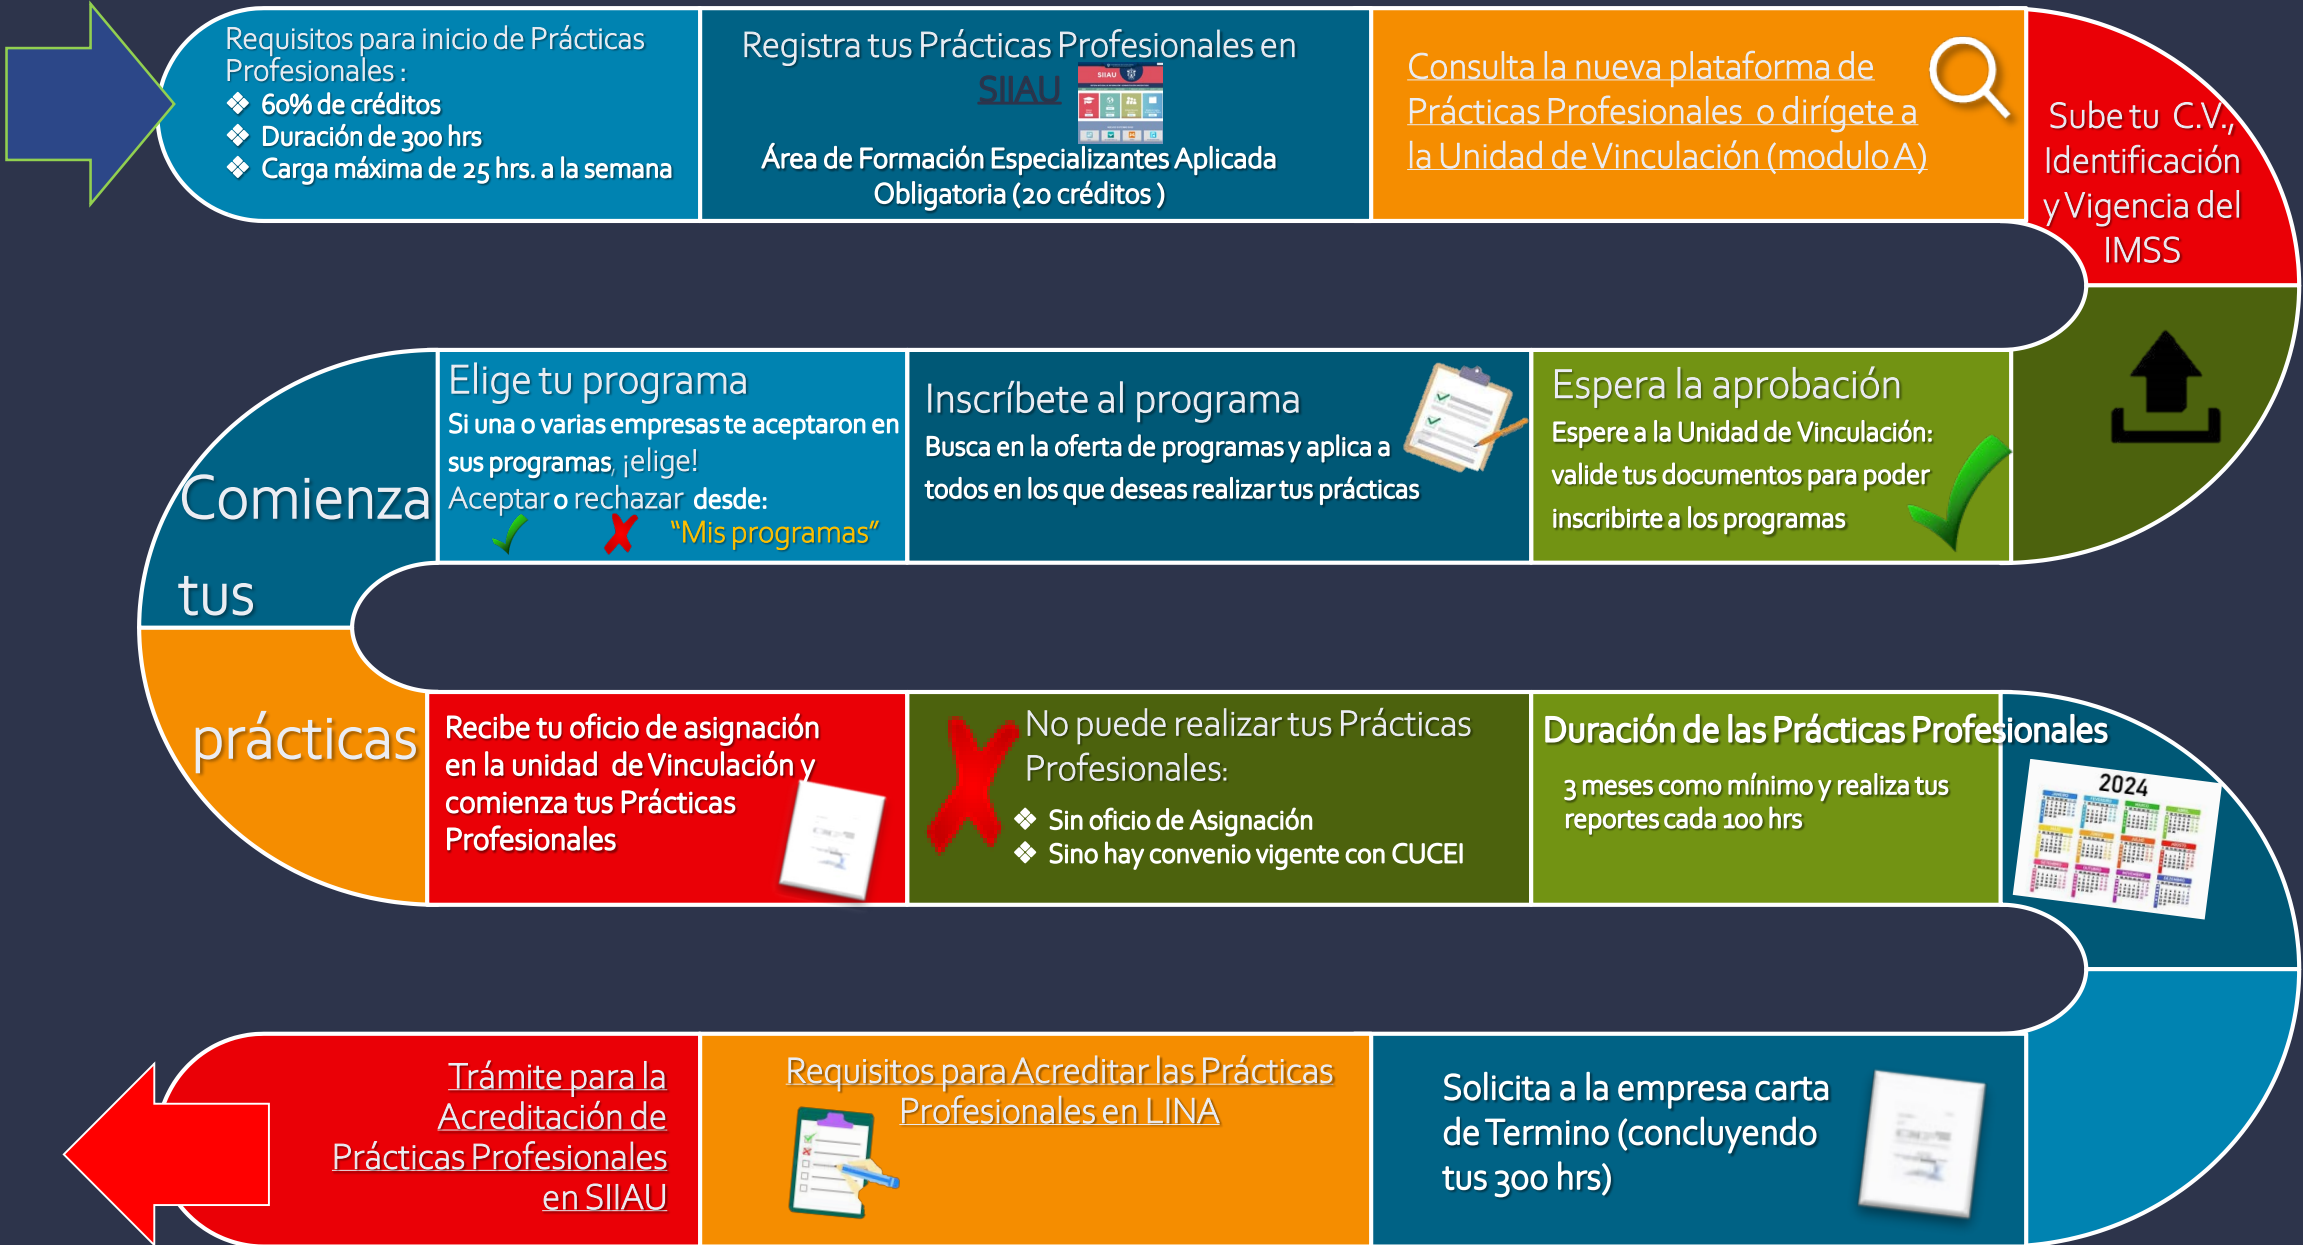 Requisitos para inicio de Prácticas
Profesionales :
❖ 60% de créditos
❖ Duración de 300 hrs
❖ Carga máxima de 25 hrs. a la semana
Registra tus Prácticas Profesionales en
SIIAU
SIIAU
Área de Formación Especializantes Aplicada
Obligatoria (20 créditos )
Consulta la nueva plataforma de
Prácticas Profesionales o dirígete a
la Unidad de Vinculación (modulo A)
Sube tu C.V.,
Identificación
y Vigencia del
IMSS
Espera la aprobación
Espere a la Unidad de Vinculación:
valide tus documentos para poder
inscribirte a los programas
Inscríbete al programa
Busca en la oferta de programas y aplica a
todos en los que deseas realizar tus prácticas
Elige tu programa
Si una o varias empresas te aceptaron en
sus programas, ¡elige!
Aceptar o rechazar desde:
“Mis programas”
Comienza
tus
prácticas
Recibe tu oficio de asignación
en la unidad de Vinculación y
comienza tus Prácticas
Profesionales
No puede realizar tus Prácticas
Profesionales:
❖ Sin oficio de Asignación
❖ Sino hay convenio vigente con CUCEI
Duración de las Prácticas Profesionales
3 meses como mínimo y realiza tus
reportes cada 100 hrs
2024
Solicita a la empresa carta
de Termino (concluyendo
tus 300 hrs)
Requisitos para Acreditar las Prácticas
Profesionales en LINA
Trámite para la
Acreditación de
Prácticas Profesionales
en SIIAU